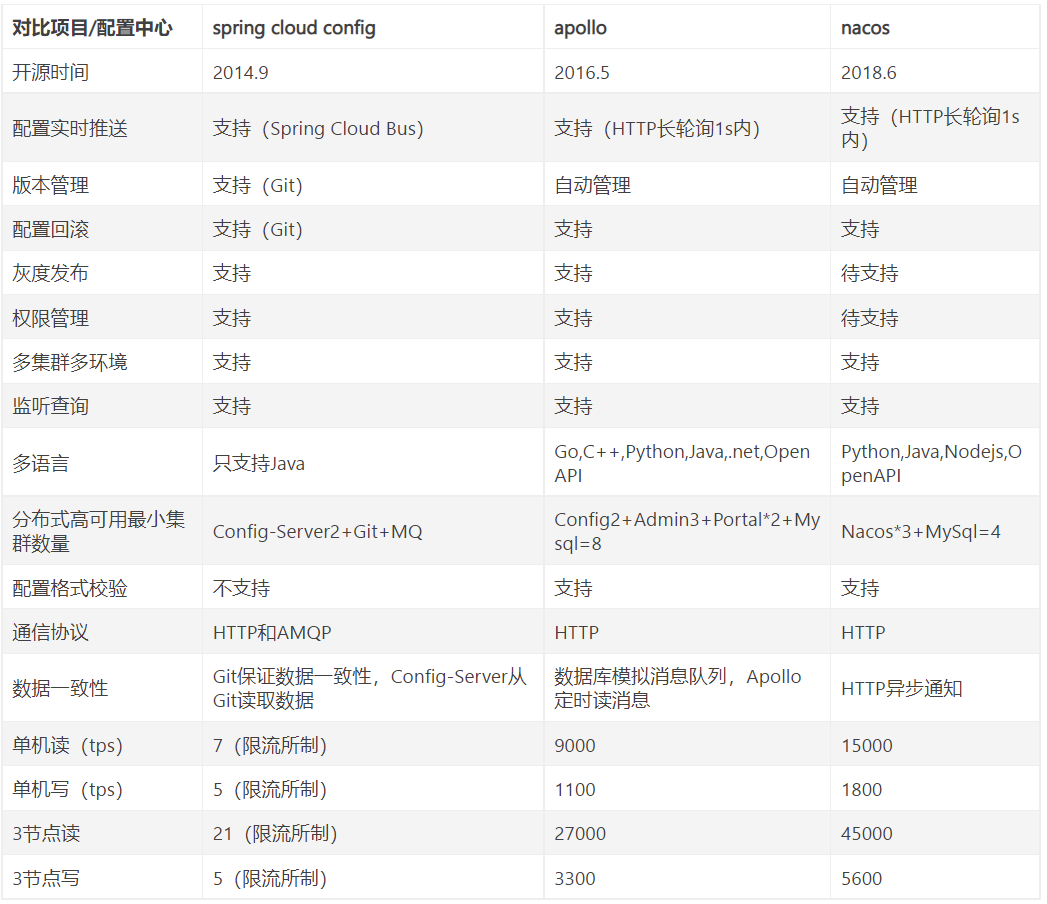 对比项目/配置中心 spring cloud config apollo nacos
开源时间 2014.9 2016.5 2018.6
配置实时推送 支持（Spring Cloud Bus） 支持（HTTP长轮询1s内） 支持（HTTP长轮询1s
内）
版本管理 支持（Git） 自动管理 自动管理
配置回滚 支持（Git） 支持 支持
灰度发布 支持 支持 待支持
权限管理 支持 支持 待支持
多集群多环境 支持 支持 支持
监听查询 支持 支持 支持
多语言 只支持Java Go,C++,Python,Java,.net,Open
API Python,Java,Nodejs,O
penAPI
分布式高可用最小集
群数量 Config-Server2+Git+MQ Config2+Admin3+Portal*2+My
sql=8 Nacos*3+MySql=4
配置格式校验 不支持 支持 支持
通信协议 HTTP和AMQP HTTP HTTP
数据一致性 Git保证数据一致性，Config-Server从
Git读取数据 数据库模拟消息队列，Apollo
定时读消息 HTTP异步通知
单机读（tps） 7（限流所制） 9000 15000
单机写（tps） 5（限流所制） 1100 1800
3节点读 21（限流所制） 27000 45000
3节点写 5（限流所制） 3300 5600